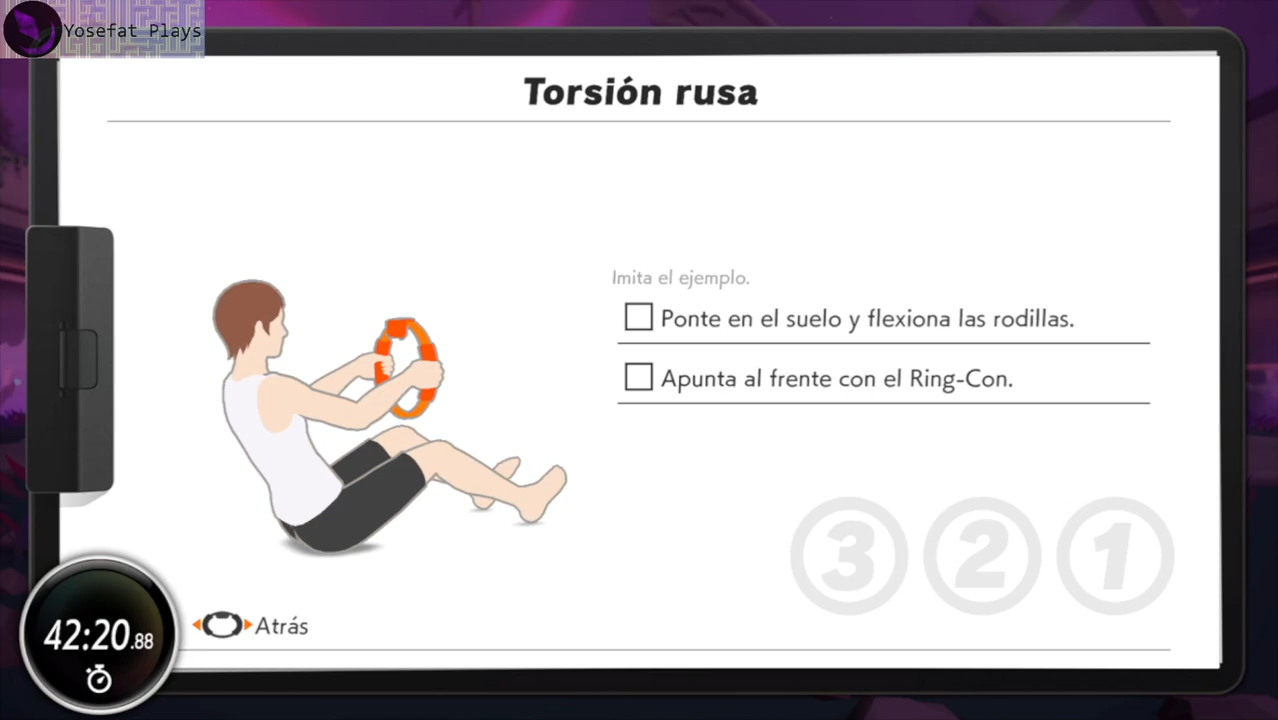 Yosefat Plays
Torsión rusa
Imita el ejemplo.
Ponte en el suelo y flexiona las rodillas.
Apunta al frente con el Ring-Con.
3 2 1
Atrás
42:20.88